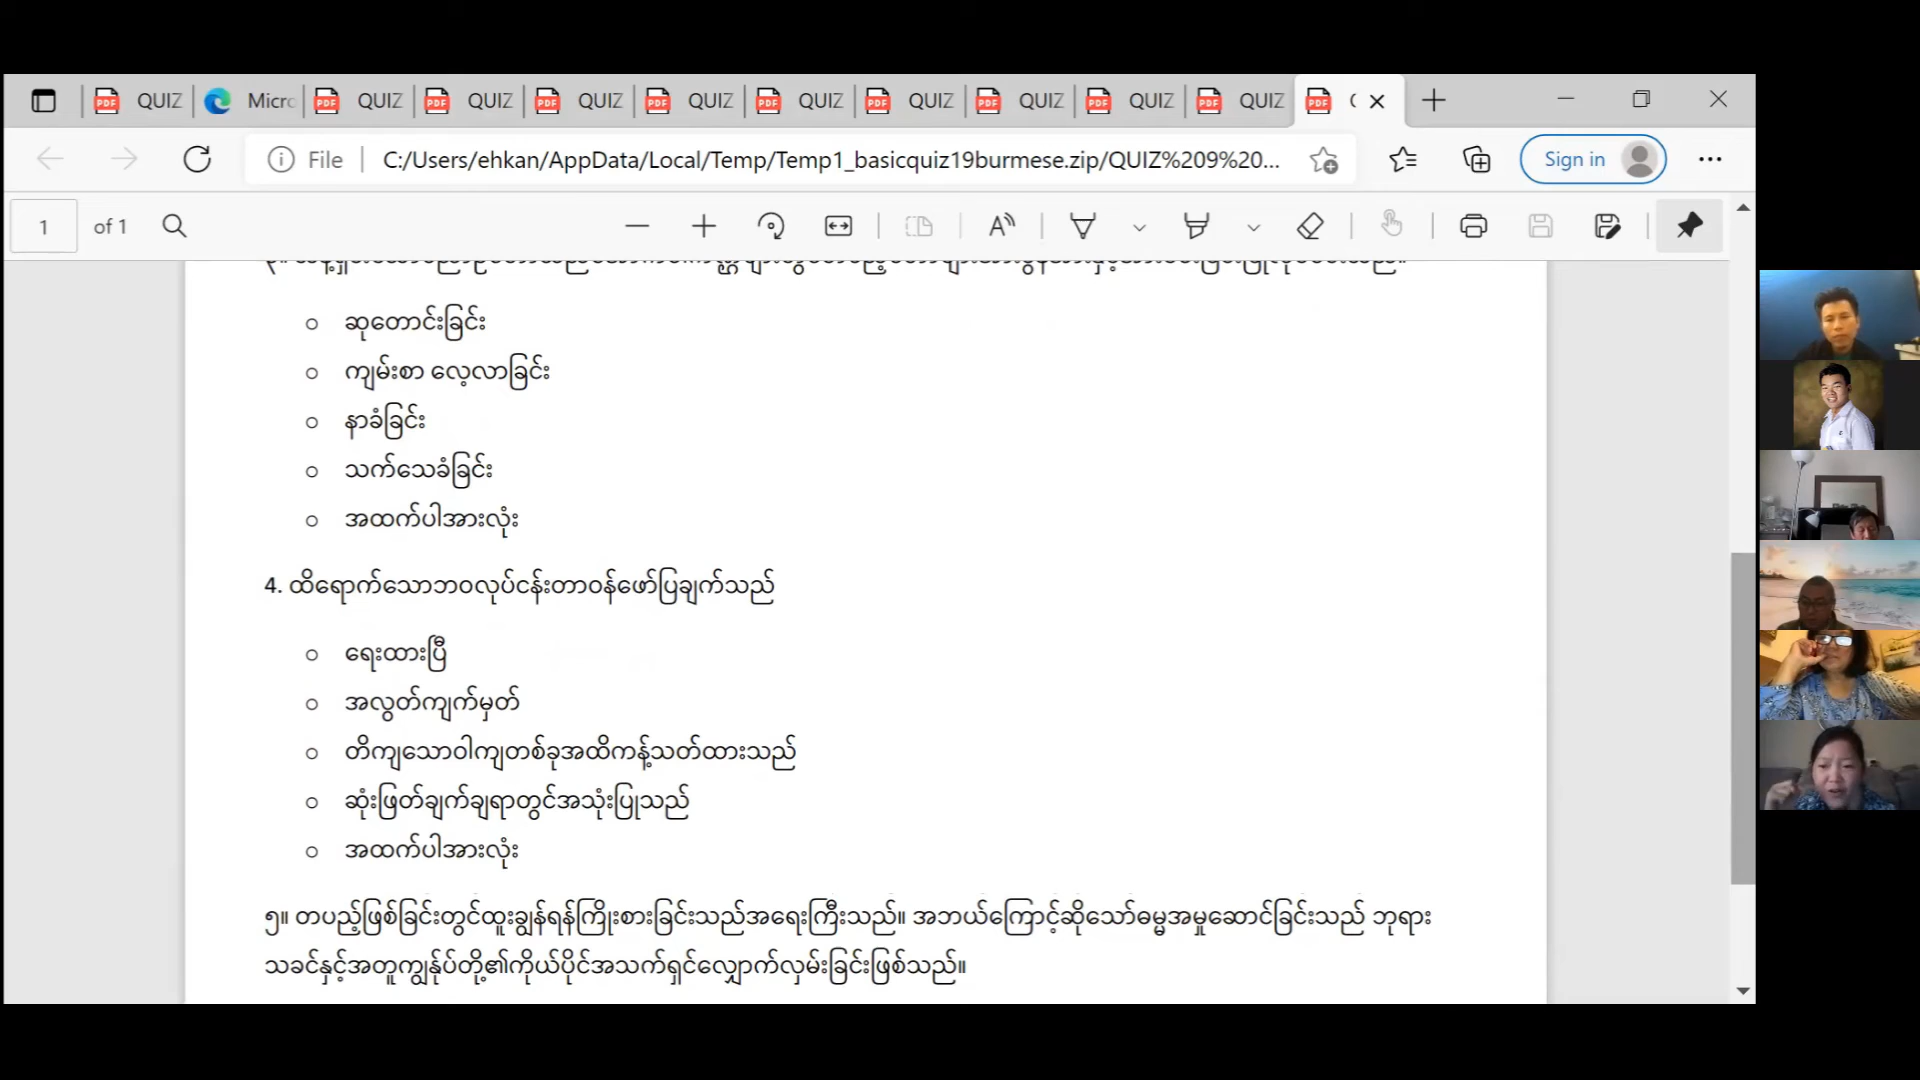 QUIZ Micro QUIZ QUIZ QUIZ QUIZ QUIZ QUIZ QUIZ QUIZ QUIZ
File C:/Users/ehkan/AppData/Local/Temp/Temp1_basicquiz19burmese.zip/QUIZ%209%20... Sign in
1 of 1
ဆုတောင်းခြင်း
ကျမ်းစာ လေ့လာခြင်း
နာခံခြင်း
သက်သေခံခြင်း
အထက်ပါအားလုံး
4. ထိရောက်သောဘဝလုပ်ငန်းတာဝန်ဖော်ပြချက်သည်
ရေးထားပြီ
အလွတ်ကျက်မှတ်
တိကျသောဝါကျတစ်ခုအထိကန့်သတ်ထားသည်
ဆုံးဖြတ်ချက်ချရာတွင်အသုံးပြုသည်
အထက်ပါအားလုံး
၅။ တပည့်ဖြစ်ခြင်းတွင်ထူးချွန်ရန်ကြိုးစားခြင်းသည်အရေးကြီးသည်။ အဘယ်ကြောင့်ဆိုသော်ဓမ္မအမှုဆောင်ခြင်းသည် ဘုရား
သခင်နှင့်အတူကျွန်ုပ်တို့၏ကိုယ်ပိုင်အသက်ရှင်လျှောက်လှမ်းခြင်းဖြစ်သည်။